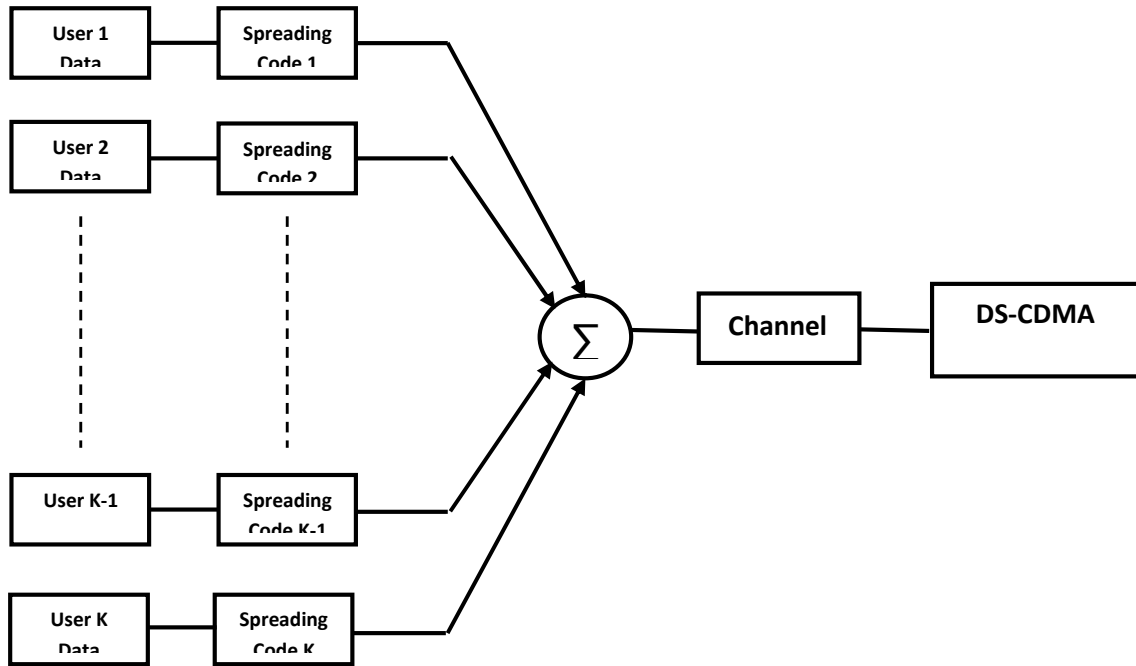 User 1
Data
Spreading
Code 1
User 2
Data
Spreading
Code 2
∑
Channel
DS-CDMA
User K-1
Spreading
Code K-1
User K
Data
Spreading
Code K